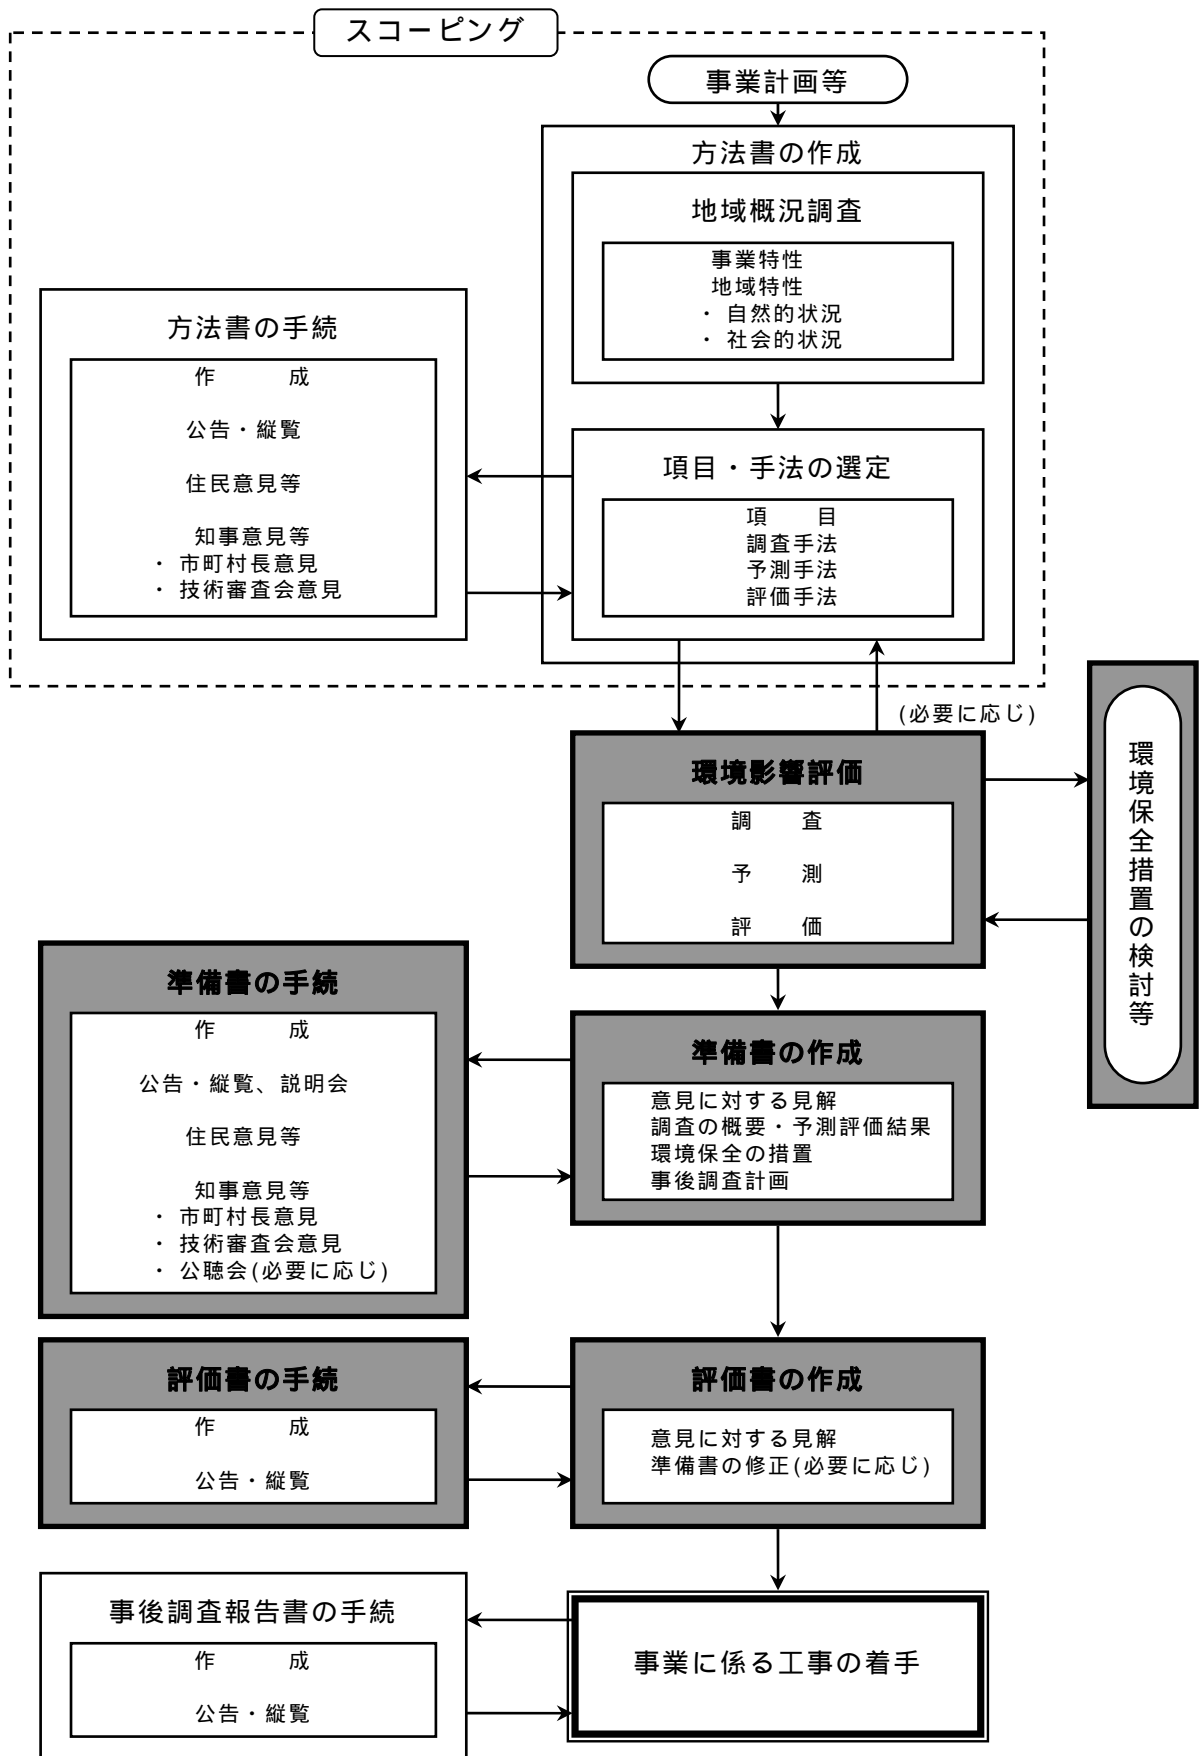 スコーピング
事業計画等
方法書の作成
地域概況調査
事業特性
地域特性
・ 自然的状況
・ 社会的状況
方法書の手続
作　　成
公告・縦覧
住民意見等
知事意見等
・ 市町村長意見
・ 技術審査会意見
項目・手法の選定
項　　目
調査手法
予測手法
評価手法
(必要に応じ)
環境影響評価
調　　査
予　　測
評　　価
環境保全措置の検討等
準備書の手続
作　　成
公告・縦覧、説明会
住民意見等
知事意見等
・ 市町村長意見
・ 技術審査会意見
・ 公聴会(必要に応じ)
準備書の作成
意見に対する見解
調査の概要・予測評価結果
環境保全の措置
事後調査計画
評価書の手続
作　　成
公告・縦覧
評価書の作成
意見に対する見解
準備書の修正(必要に応じ)
事後調査報告書の手続
作　　成
公告・縦覧
事業に係る工事の着手